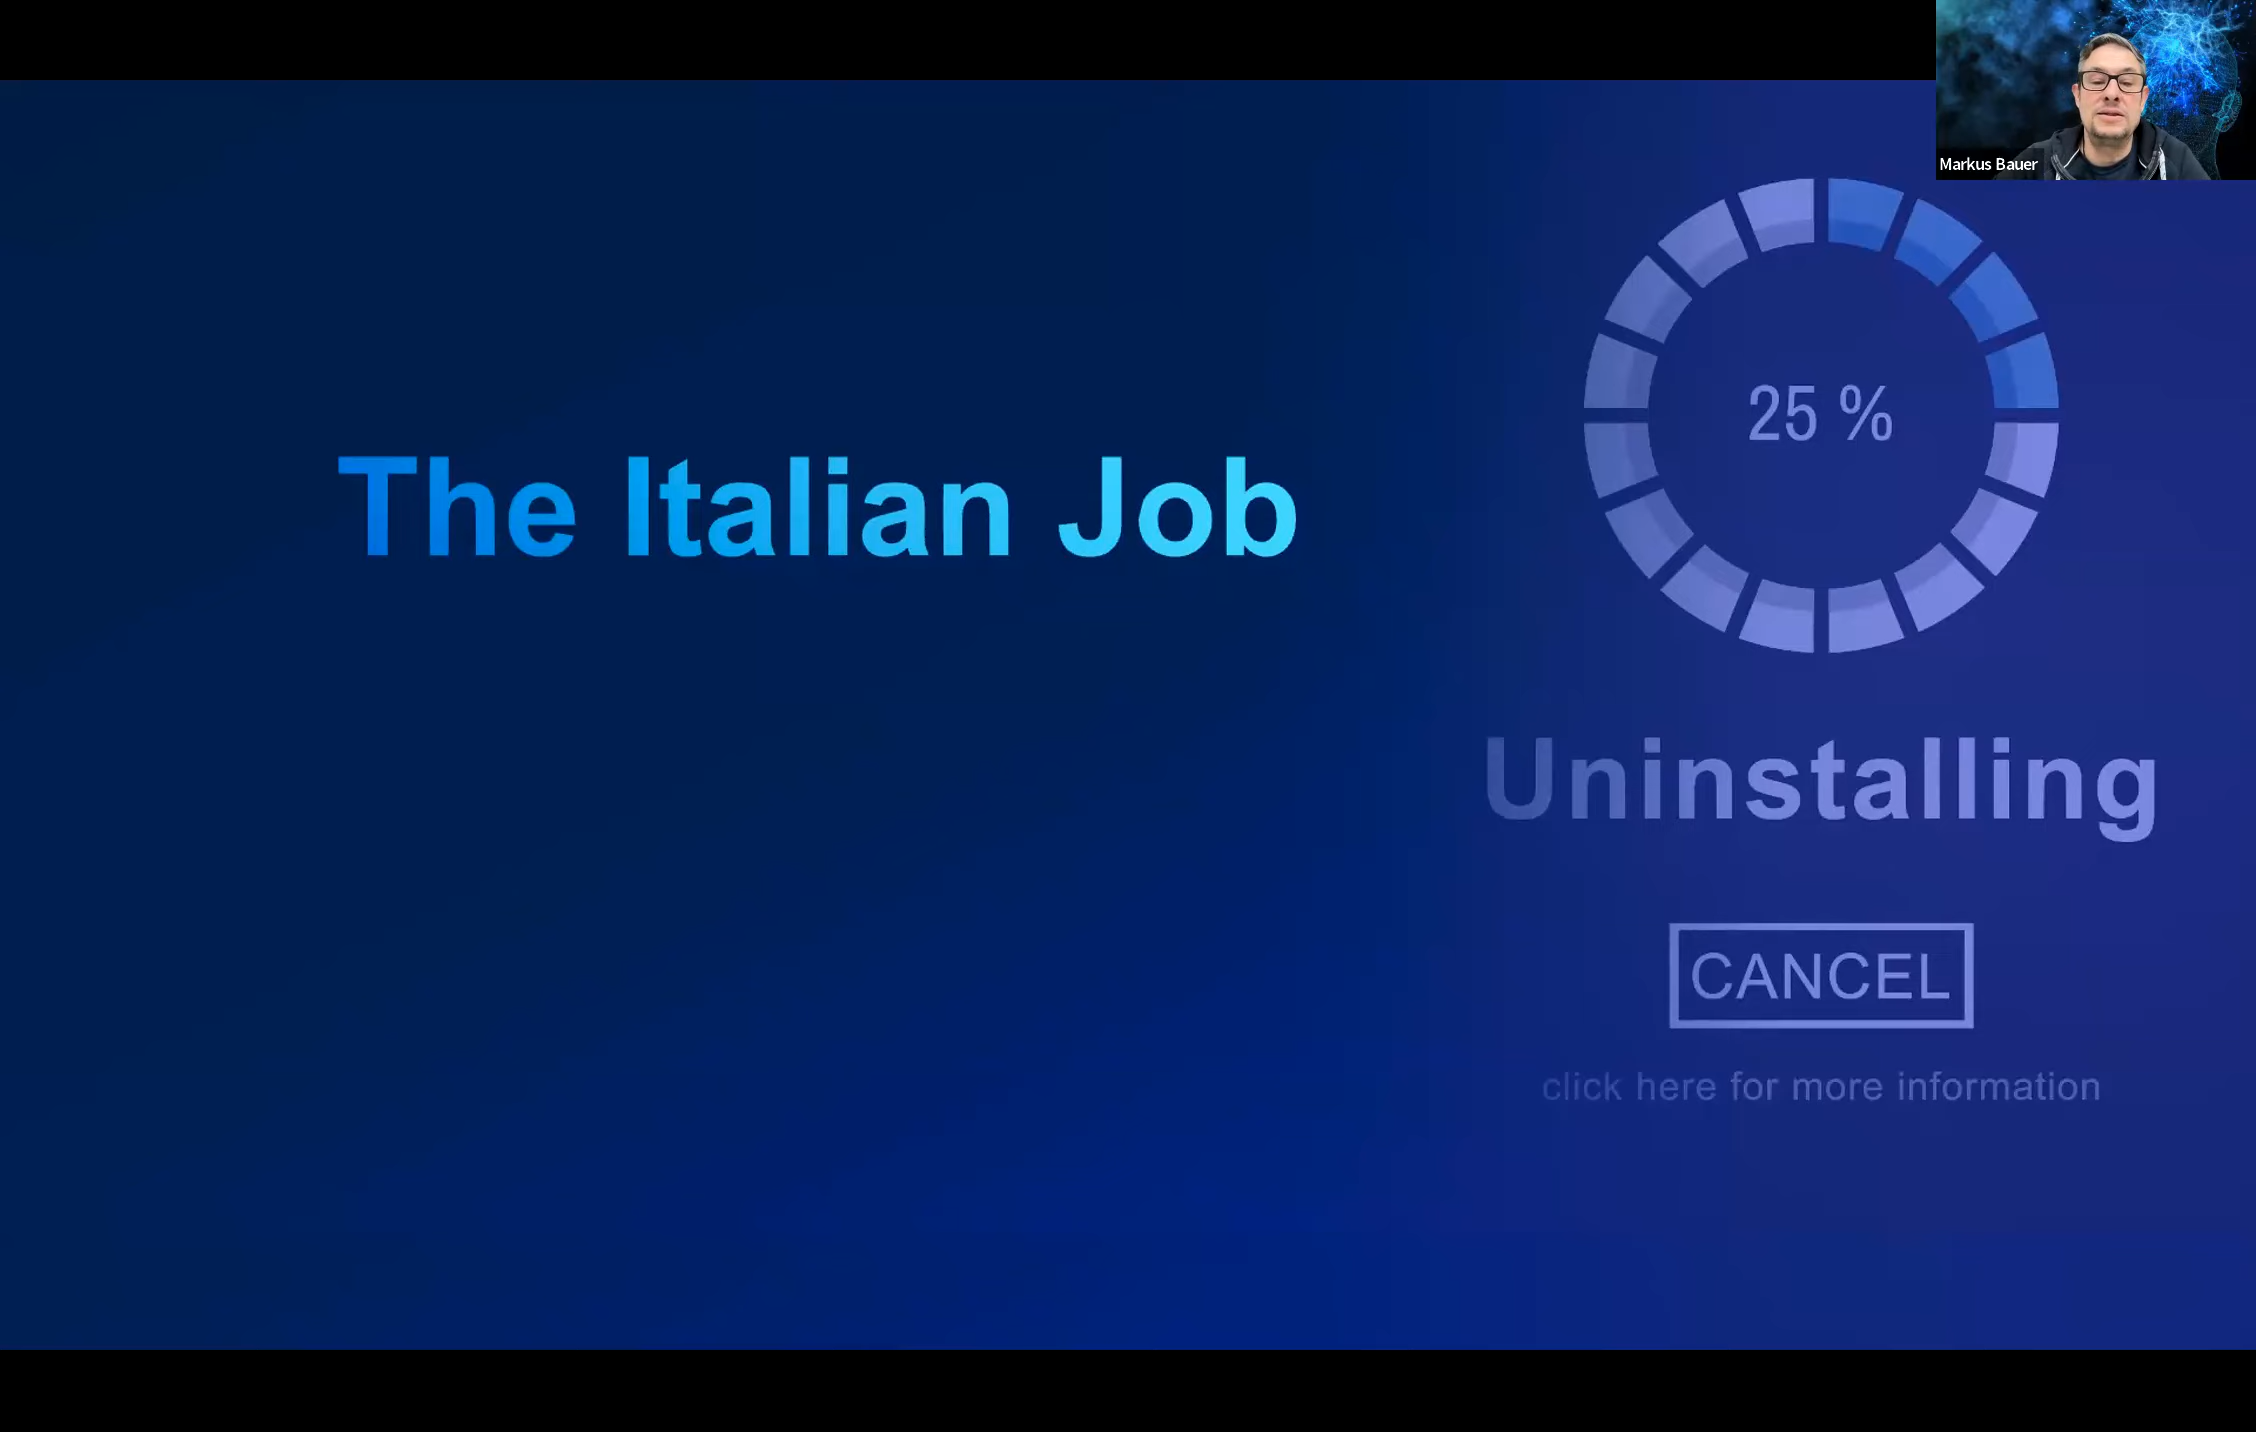 Markus Bauer
The Italian Job
25 %
Uninstalling
CANCEL
click here for more information